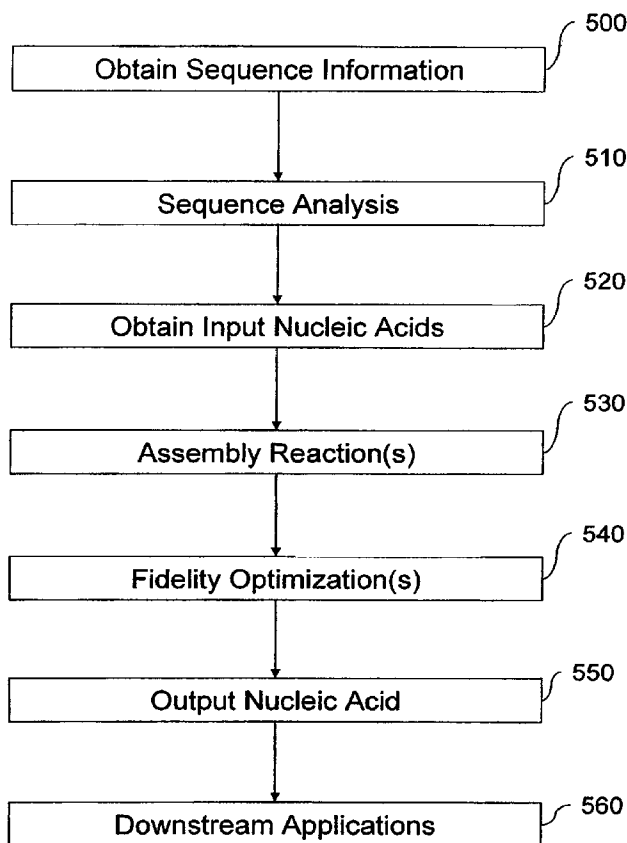 500
Obtain Sequence Information
510
Sequence Analysis
520
Obtain Input Nucleic Acids
530
Assembly Reaction(s)
540
Fidelity Optimization(s)
550
Output Nucleic Acid
560
Downstream Applications